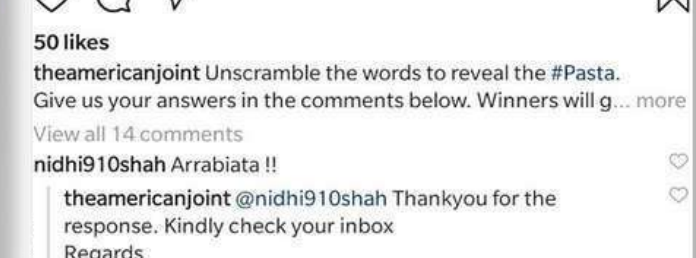 50 likes
theamericanjoint Unscramble the words to reveal the #Pasta.
Give us your answers in the comments below. Winners will g... more
View all 14 comments
nidhi910shah Arrabiata !!
theamericanjoint @nidhi910shah Thankyou for the
response. Kindly check your inbox
Regards